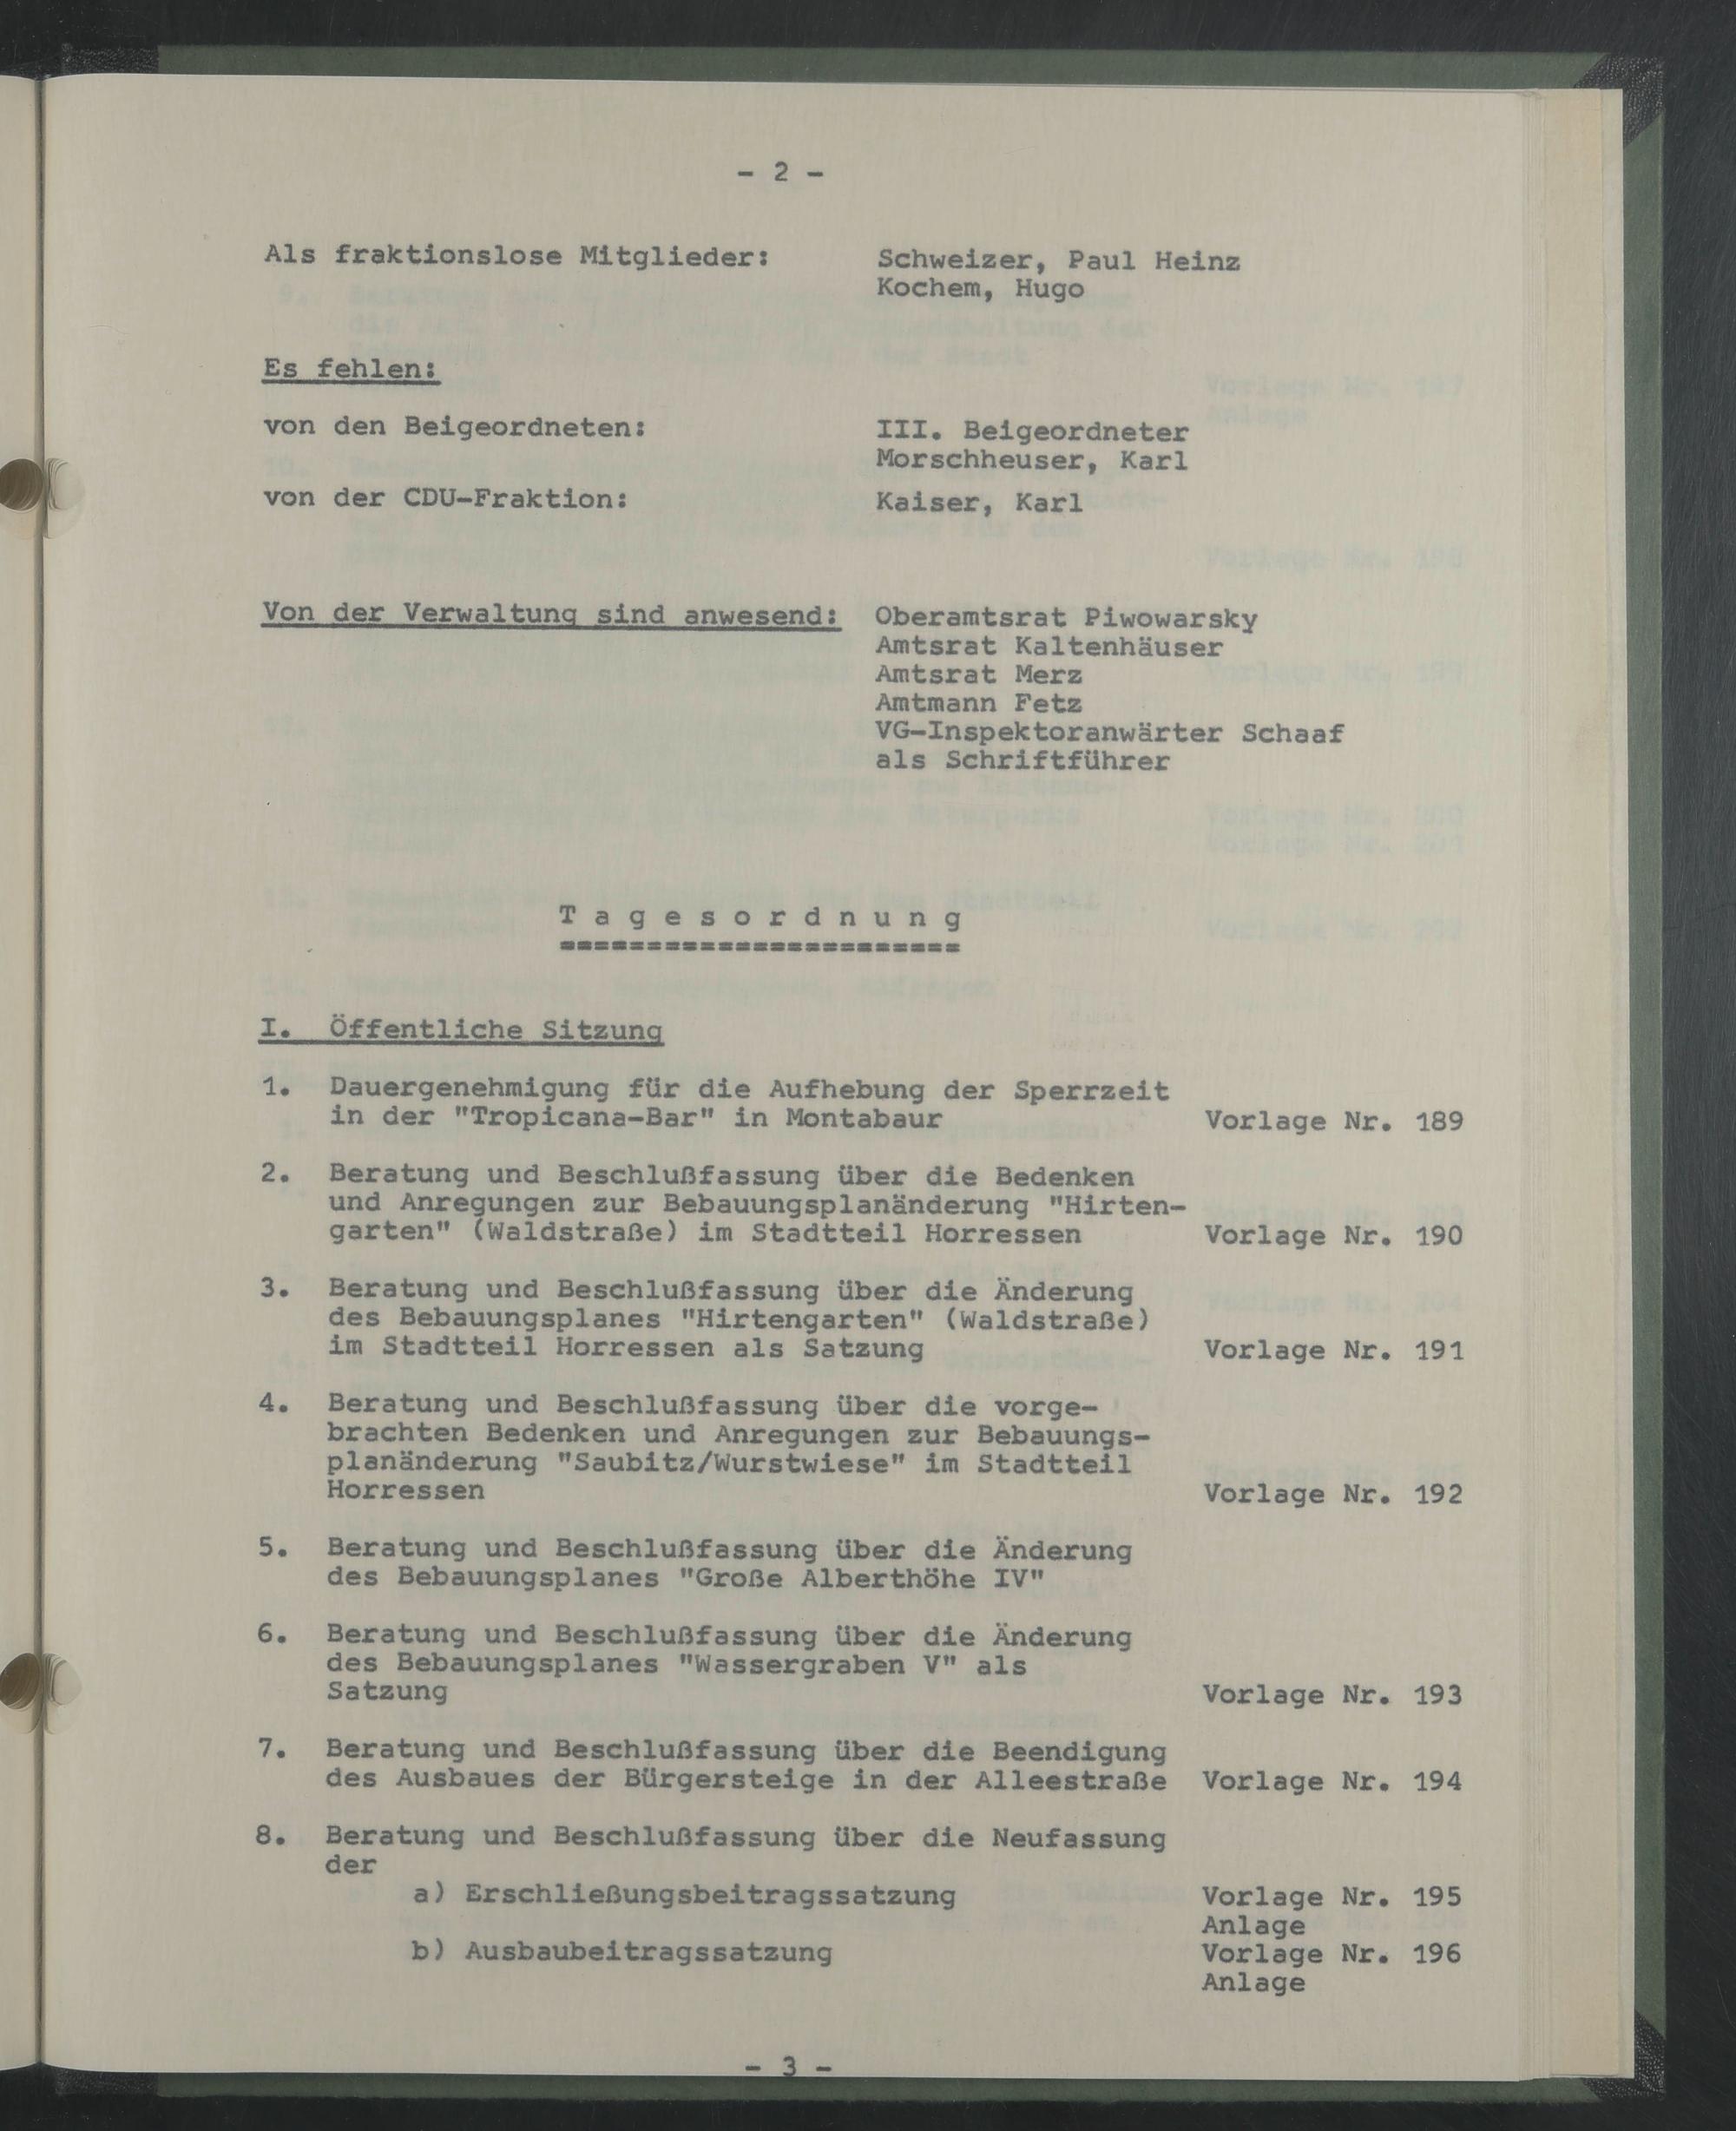 - 2 -
Als fraktionslose Mitglieder: Schweizer, Paul Heinz
Kochem, Hugo
Es fehlen:
von den Beigeordneten: III. Beigeordneter
Morschheuser, Karl
von der CDU-Fraktion: Kaiser, Karl
Von der Verwaltung sind anwesend: Oberamtsrat Piwowarsky
Amtsrat Kaltenhäuser
Amtsrat Merz
Amtmann Fetz
VG-Inspektoranwärter Schaaf
als Schriftführer
T a g e s o r d n u n g
=======================
I. Öffentliche Sitzung
1. Dauergenehmigung für die Aufhebung der Sperrzeit
in der "Tropicana-Bar" in Montabaur Vorlage Nr. 189
2. Beratung und Beschlußfassung über die Bedenken
und Anregungen zur Bebauungsplanänderung "Hirten-
garten" (Waldstraße) im Stadtteil Horressen Vorlage Nr. 190
3. Beratung und Beschlußfassung über die Änderung
des Bebauungsplanes "Hirtengarten" (Waldstraße)
im Stadtteil Horressen als Satzung Vorlage Nr. 191
4. Beratung und Beschlußfassung über die vorge-
brachten Bedenken und Anregungen zur Bebauungs-
planänderung "Saubitz/Wurstwiese" im Stadtteil
Horressen Vorlage Nr. 192
5. Beratung und Beschlußfassung über die Änderung
des Bebauungsplanes "Große Alberthöhe IV"
6. Beratung und Beschlußfassung über die Änderung
des Bebauungsplanes "Wassergraben V" als
Satzung Vorlage Nr. 193
7. Beratung und Beschlußfassung über die Beendigung
des Ausbaues der Bürgersteige in der Alleestraße Vorlage Nr. 194
8. Beratung und Beschlußfassung über die Neufassung
der
a) Erschließungsbeitragssatzung Vorlage Nr. 195
Anlage
b) Ausbaubeitragssatzung Vorlage Nr. 196
Anlage
- 3 -